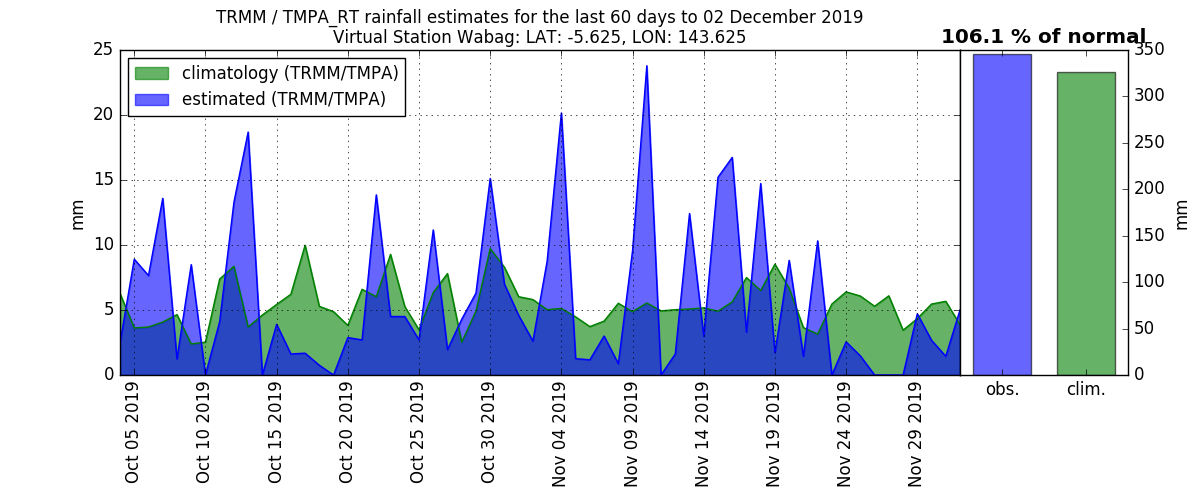 TRMM / TMPA_RT rainfall estimates for the last 60 days to 02 December 2019
Virtual Station Wabag: LAT: -5.625, LON: 143.625
106.1 % of normal
climatology (TRMM/TMPA)
estimated (TRMM/TMPA)
25
20
15
10
5
0
mm
Oct 05 2019
Oct 10 2019
Oct 15 2019
Oct 20 2019
Oct 25 2019
Oct 30 2019
Nov 04 2019
Nov 09 2019
Nov 14 2019
Nov 19 2019
Nov 24 2019
Nov 29 2019
obs.
clim.
350
300
250
200
150
100
50
0
mm